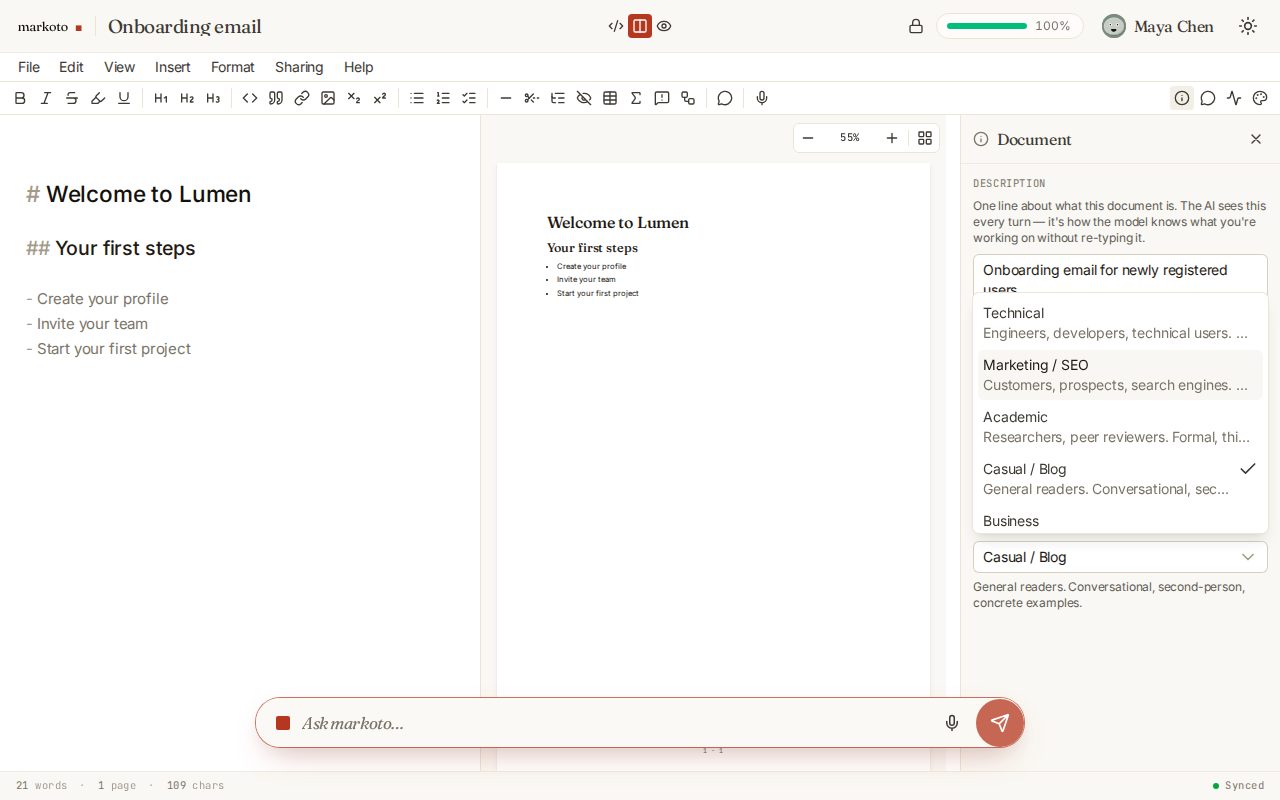 markoto
Onboarding email
100%
Maya Chen
File Edit View Insert Format Sharing Help
H1 H2 H3
55%
# Welcome to Lumen
## Your first steps
- Create your profile
- Invite your team
- Start your first project
Welcome to Lumen
Your first steps
• Create your profile
• Invite your team
• Start your first project
1 · 1
Document
DESCRIPTION
One line about what this document is. The AI sees this
every turn — it's how the model knows what you're
working on without re-typing it.
Onboarding email for newly registered
users
Technical
Engineers, developers, technical users. ...
Marketing / SEO
Customers, prospects, search engines. ...
Academic
Researchers, peer reviewers. Formal, thi...
Casual / Blog
General readers. Conversational, sec...
Business
Casual / Blog
General readers. Conversational, second-person,
concrete examples.
Ask markoto...
21 words · 1 page · 109 chars
Synced